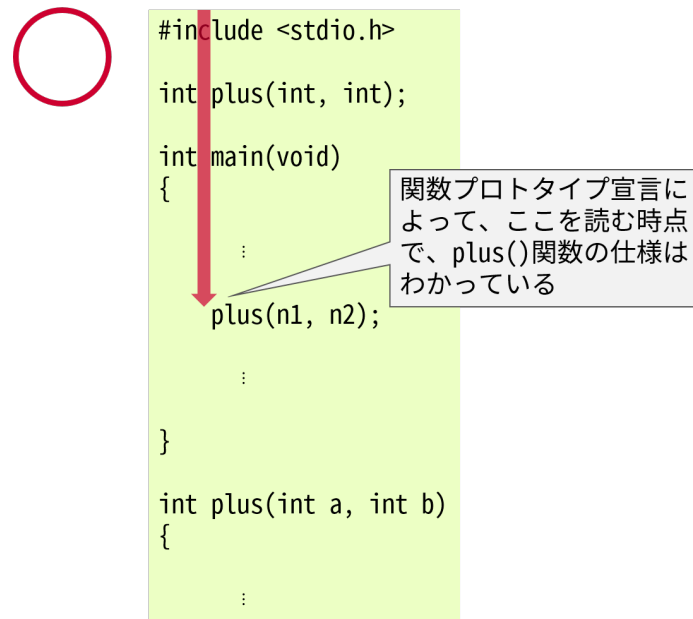 #include <stdio.h>
int plus(int, int);
int main(void)
{
⋮
plus(n1, n2);
⋮
}
int plus(int a, int b)
{
⋮
関数プロトタイプ宣言に
よって、ここを読む時点
で、plus()関数の仕様は
わかっている